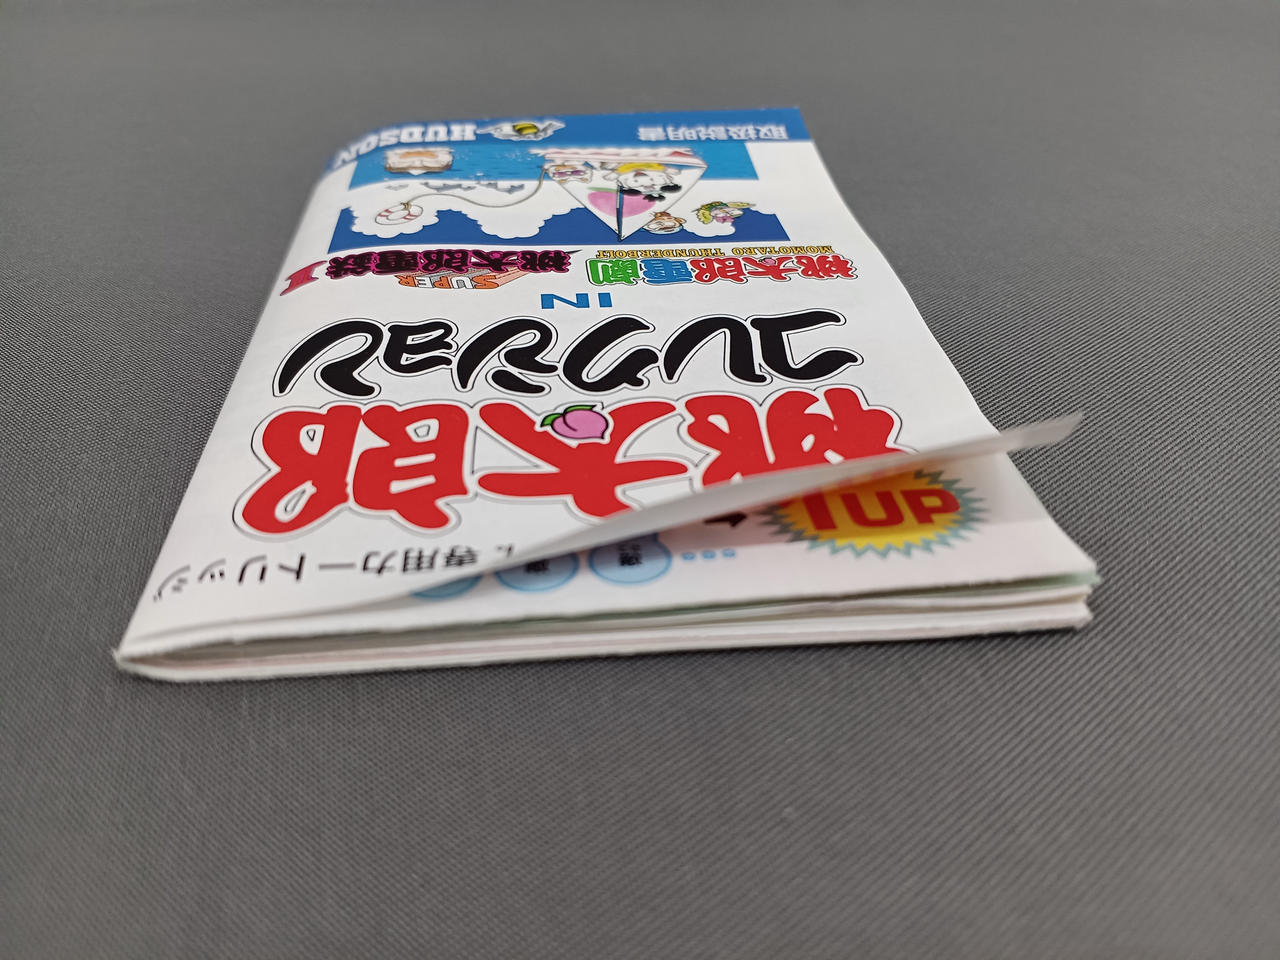 専用カートリッジ
1UP
桃太郎
コレクション
IN
桃太郎電劇
MOMOTARO THUNDERBOLT
SUPER
桃太郎電鉄II
取扱説明書
HUDSON